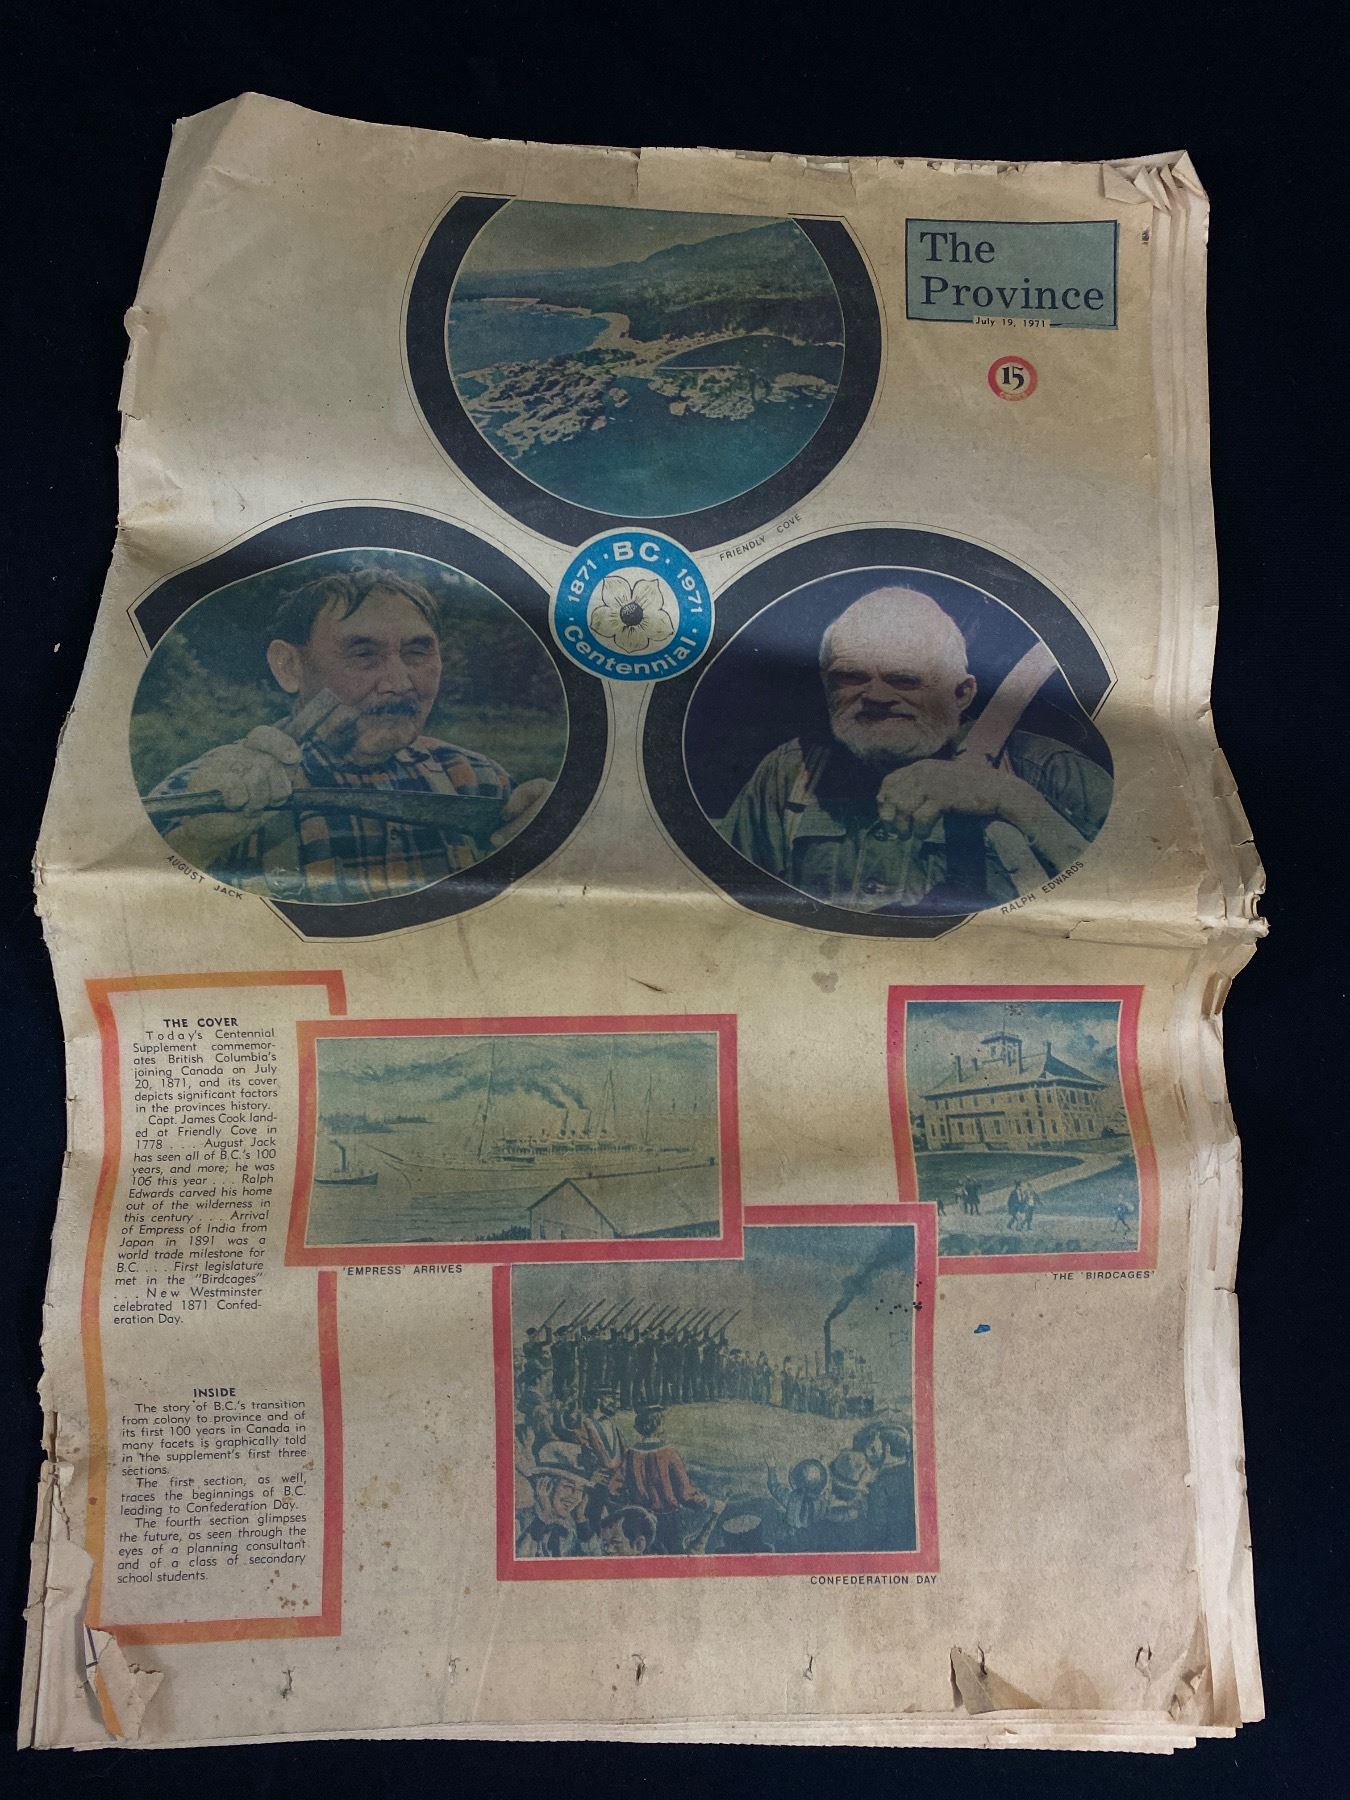 The
Province
July 19, 1971
15
CENTS
FRIENDLY COVE
1871 · BC · 1971
· Centennial ·
AUGUST JACK
RALPH EDWARDS
THE COVER
Today's Centennial
Supplement commemor-
ates British Columbia's
joining Canada on July
20, 1871, and its cover
depicts significant factors
in the provinces history.
Capt. James Cook land-
ed at Friendly Cove in
1778 . . . August Jack
has seen all of B.C.'s 100
years, and more; he was
106 this year . . . Ralph
Edwards carved his home
out of the wilderness in
this century . . . Arrival
of Empress of India from
Japan in 1891 was a
world trade milestone for
B.C. . . . First legislature
met in the "Birdcages"
. . . New Westminster
celebrated 1871 Confed-
eration Day.
'EMPRESS' ARRIVES
THE 'BIRDCAGES'
INSIDE
The story of B.C.'s transition
from colony to province and of
its first 100 years in Canada in
many facets is graphically told
in the supplement's first three
sections.
The first section, as well,
traces the beginnings of B.C.
leading to Confederation Day.
The fourth section glimpses
the future, as seen through the
eyes of a planning consultant
and of a class of secondary
school students.
CONFEDERATION DAY